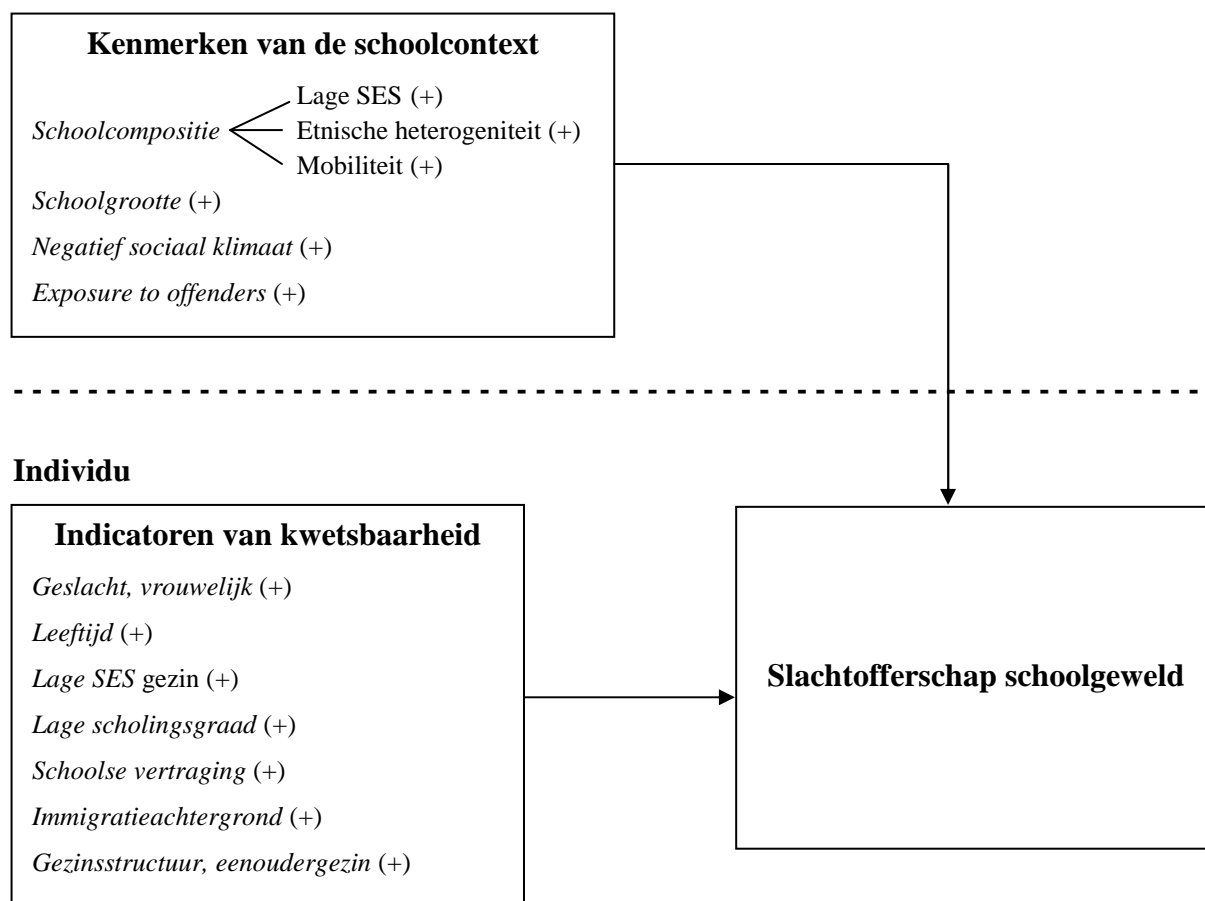 Kenmerken van de schoolcontext
Lage SES (+)
Schoolcompositie
Etnische heterogeniteit (+)
Mobiliteit (+)
Schoolgrootte (+)
Negatief sociaal klimaat (+)
Exposure to offenders (+)
Individu
Indicatoren van kwetsbaarheid
Geslacht, vrouwelijk (+)
Leeftijd (+)
Lage SES gezin (+)
Lage scholingsgraad (+)
Schoolse vertraging (+)
Immigratieachtergrond (+)
Gezinsstructuur, eenoudergezin (+)
Slachtofferschap schoolgeweld